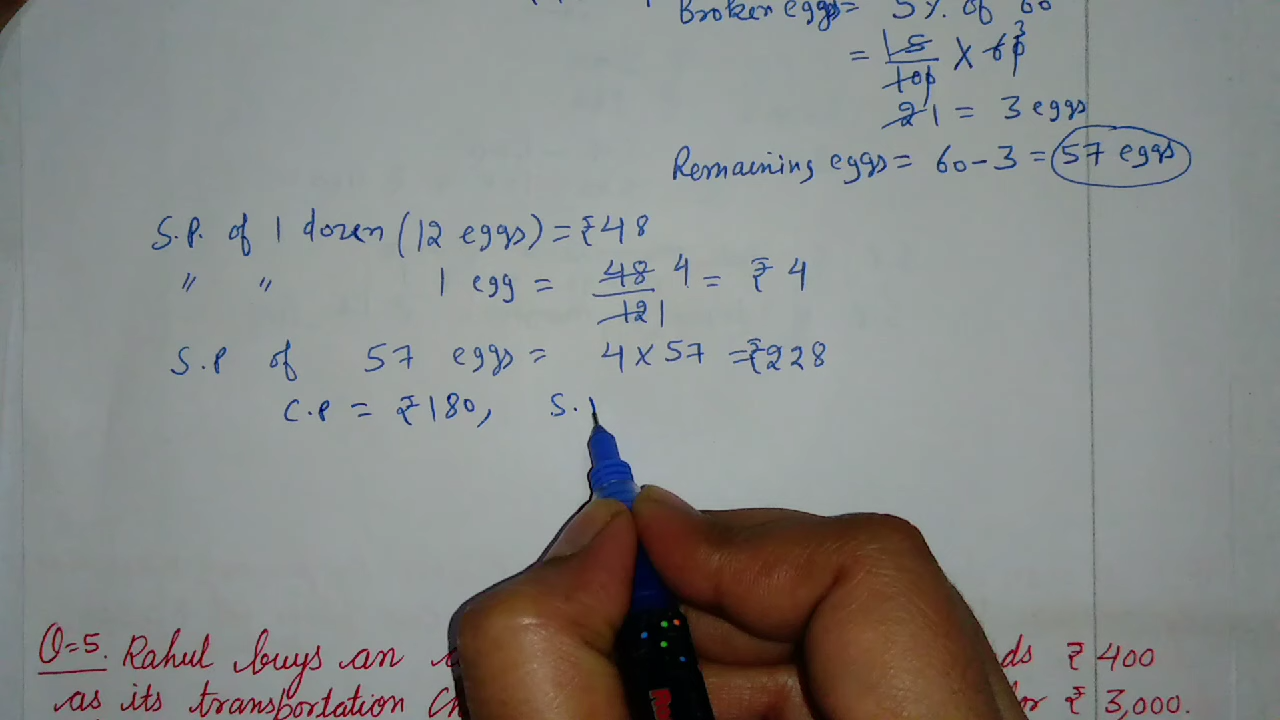 Broken eggs = 5%. of 60
= 15/100 X 60 3
21 = 3 eggs
Remaining eggs = 60-3 = 57 eggs
S.P. of 1 dozen (12 eggs) = ₹48
" " 1 egg = 48/12 4 1 = ₹ 4
S.P of 57 eggs = 4 X 57 = ₹228
C.P = ₹180, S.
Q=5. Rahul buys an ds ₹ 400
as its transportation ₹ 3,000.